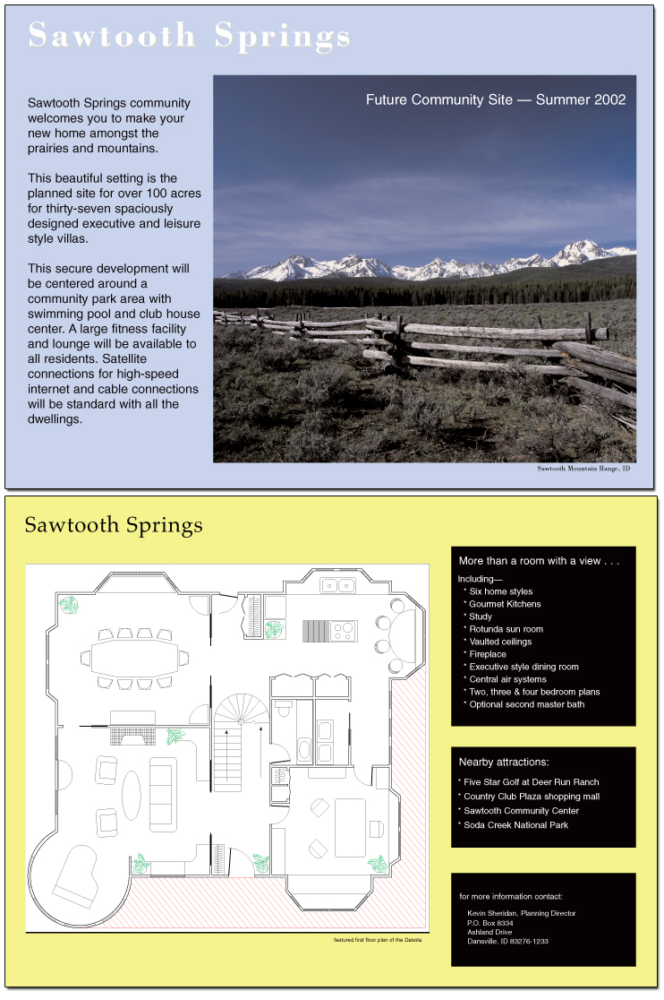 Sawtooth Springs
Future Community Site — Summer 2002
Sawtooth Springs community
welcomes you to make your
new home amongst the
prairies and mountains.
This beautiful setting is the
planned site for over 100 acres
for thirty-seven spaciously
designed executive and leisure
style villas.
This secure development will
be centered around a
community park area with
swimming pool and club house
center. A large fitness facility
and lounge will be available to
all residents. Satellite
connections for high-speed
internet and cable connections
will be standard with all the
dwellings.
Sawtooth Mountain Range, ID
Sawtooth Springs
featured first floor plan of the Dakota
More than a room with a view . . .
Including—
* Six home styles
* Gourmet Kitchens
* Study
* Rotunda sun room
* Vaulted ceilings
* Fireplace
* Executive style dining room
* Central air systems
* Two, three & four bedroom plans
* Optional second master bath
Nearby attractions:
* Five Star Golf at Deer Run Ranch
* Country Club Plaza shopping mall
* Sawtooth Community Center
* Soda Creek National Park
for more information contact:
Kevin Sheridan, Planning Director
P.O. Box 8334
Ashland Drive
Dansville, ID 83276-1233